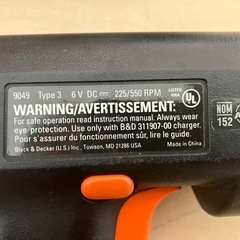 9049 Type 3 6 V DC 225/550 RPM
LISTED
UL
WARNING/AVERTISSEMENT:
For safe operation read instruction manual. Always wear
eye protection. Use only with B&D 311907-00 charger.
Pour s'assurer du fonctionnement sûr, lire le guide.
Black & Decker (U.S.) Inc., Towson, MD 21286 USA Made in China
NOM
152